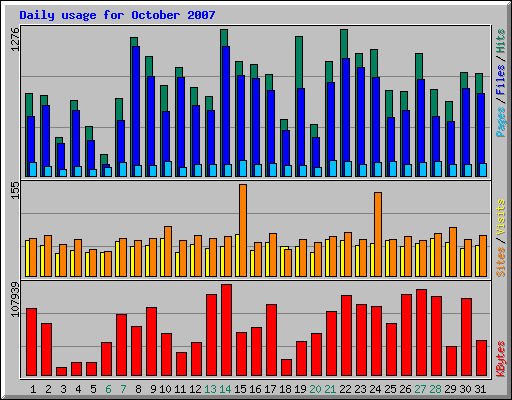 Daily usage for October 2007
1276
Pages / Files / Hits
155
Sites / Visits
107939
KBytes
1 2 3 4 5 6 7 8 9 10 11 12 13 14 15 16 17 18 19 20 21 22 23 24 25 26 27 28 29 30 31